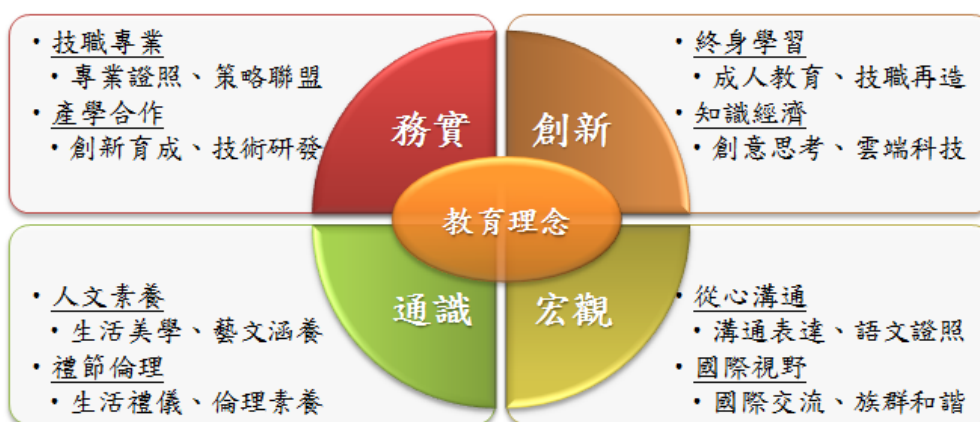 • 技職專業
• 專業證照、策略聯盟
• 產學合作
• 創新育成、技術研發
務實
創新
• 終身學習
• 成人教育、技職再造
• 知識經濟
• 創意思考、雲端科技
教育理念
• 人文素養
• 生活美學、藝文涵養
• 禮節倫理
• 生活禮儀、倫理素養
通識
宏觀
• 從心溝通
• 溝通表達、語文證照
• 國際視野
• 國際交流、族群和諧